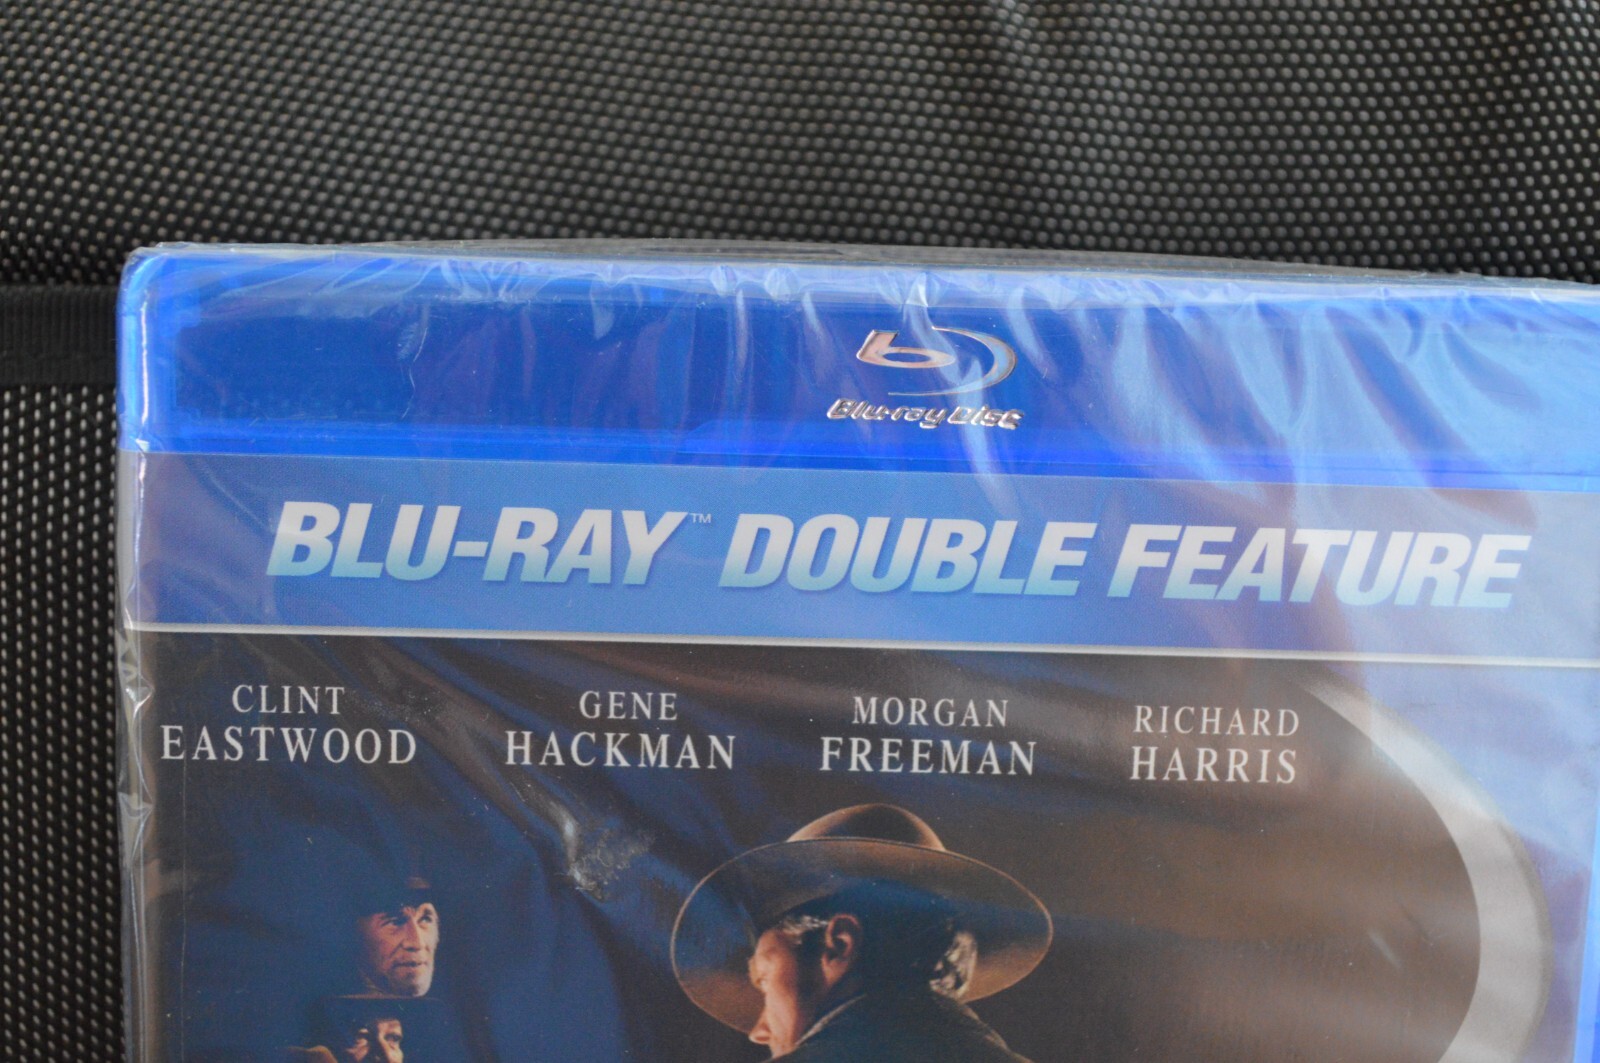 Blu-ray Disc
BLU-RAY™ DOUBLE FEATURE
CLINT EASTWOOD
GENE HACKMAN
MORGAN FREEMAN
RICHARD HARRIS